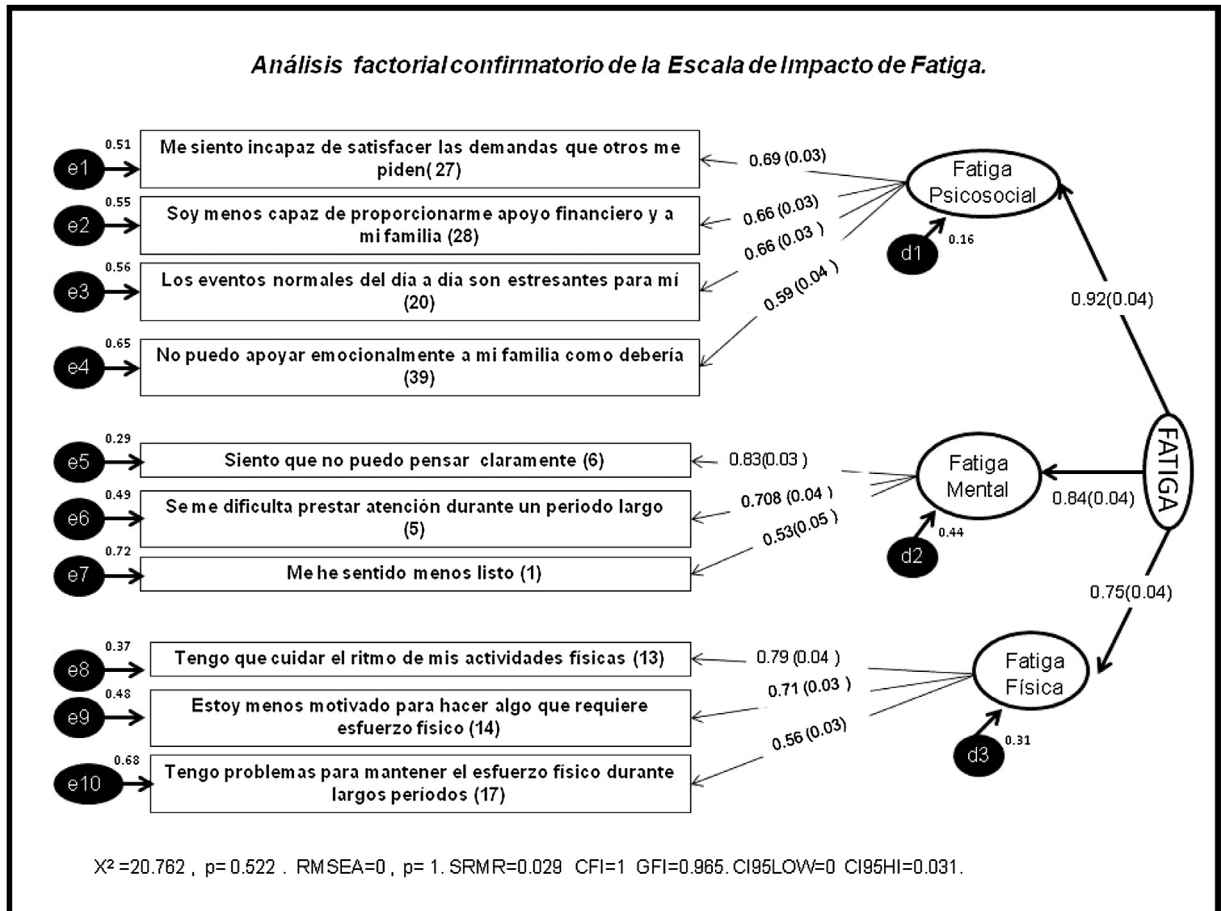 Análisis factorial confirmatorio de la Escala de Impacto de Fatiga.
0.51
e1
Me siento incapaz de satisfacer las demandas que otros me
piden( 27)
0.69 (0.03)
0.55
e2
Soy menos capaz de proporcionarme apoyo financiero y a
mi familia (28)
0.66 (0.03)
0.56
e3
Los eventos normales del día a día son estresantes para mí
(20)
0.66 (0.03 )
0.65
e4
No puedo apoyar emocionalmente a mi familia como debería
(39)
0.59 (0.04 )
Fatiga
Psicosocial
d1
0.16
0.92(0.04)
0.29
e5
Siento que no puedo pensar claramente (6)
0.83(0.03 )
0.49
e6
Se me dificulta prestar atención durante un periodo largo
(5)
0.708 (0.04 )
0.72
e7
Me he sentido menos listo (1)
0.53(0.05 )
Fatiga
Mental
d2
0.44
0.84(0.04)
FATIGA
0.75(0.04)
0.37
e8
Tengo que cuidar el ritmo de mis actividades físicas (13)
0.79 (0.04 )
0.48
e9
Estoy menos motivado para hacer algo que requiere
esfuerzo físico (14)
0.71 (0.03 )
0.68
e10
Tengo problemas para mantener el esfuerzo físico durante
largos períodos (17)
0.56 (0.03)
Fatiga
Física
d3
0.31
X² =20.762 , p= 0.522 . RMSEA=0 , p= 1. SRMR=0.029 CFI=1 GFI=0.965. CI95LOW=0 CI95HI=0.031.